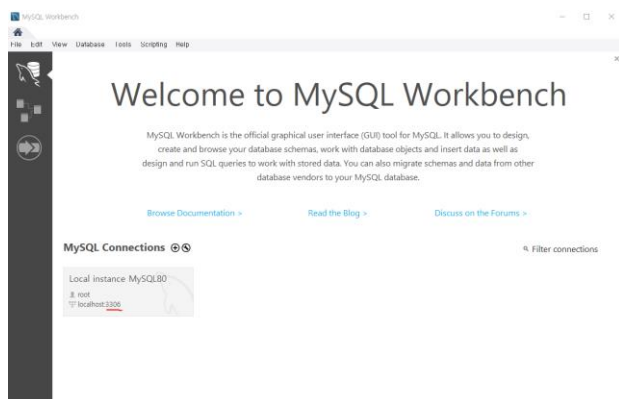 MySQL Workbench
File Edit View Database Tools Scripting Help
Welcome to MySQL Workbench
MySQL Workbench is the official graphical user interface (GUI) tool for MySQL. It allows you to design,
create and browse your database schemas, work with database objects and insert data as well as
design and run SQL queries to work with stored data. You can also migrate schemas and data from other
database vendors to your MySQL database.
Browse Documentation >
Read the Blog >
Discuss on the Forums >
MySQL Connections
Filter connections
Local instance MySQL80
root
localhost:3306